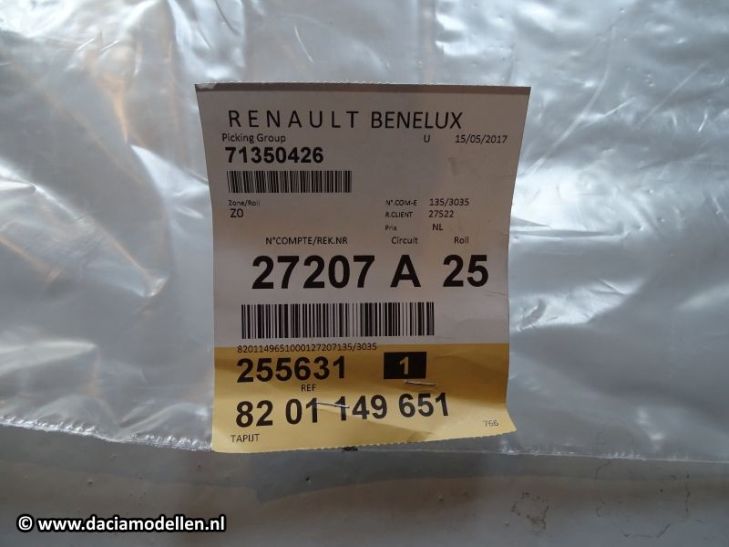 RENAULT BENELUX
Picking Group U 15/05/2017
71350426
Zone/Roll N°.COM-E 135/3035
Z0 R.CLIENT 27522
Prix NL
N°COMPTE/REK.NR Circuit Roll
27207 A 25
8201149651000127207135/3035
255631 1
REF
82 01 149 651
TAPIJT 766
© www.daciamodellen.nl